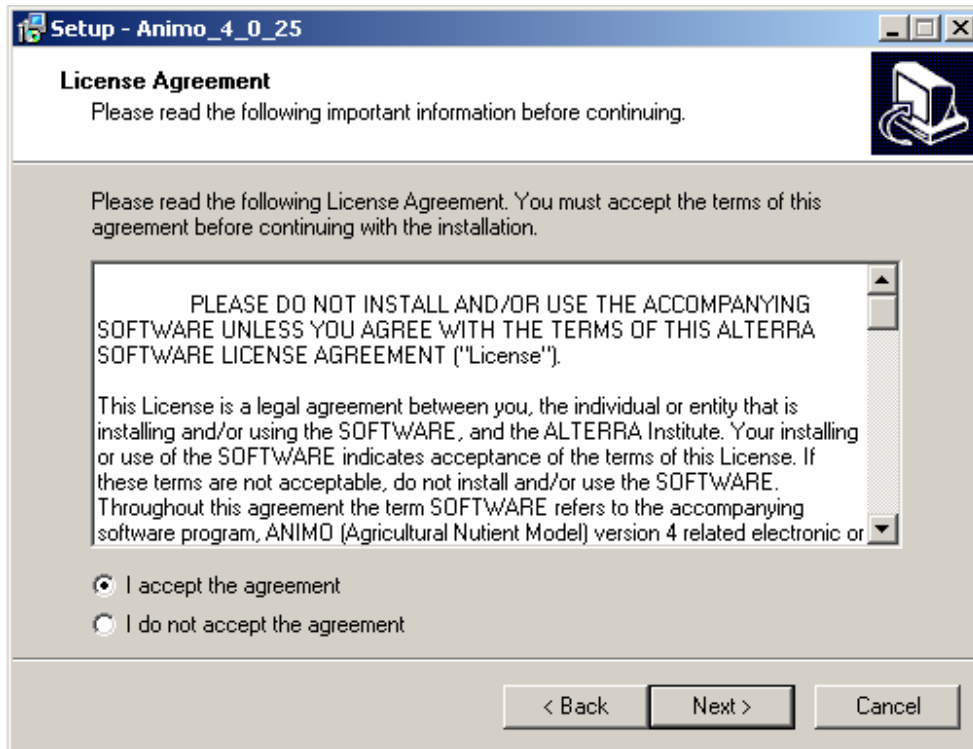 Setup - Animo_4_0_25
License Agreement
Please read the following important information before continuing.
Please read the following License Agreement. You must accept the terms of this
agreement before continuing with the installation.
PLEASE DO NOT INSTALL AND/OR USE THE ACCOMPANYING
SOFTWARE UNLESS YOU AGREE WITH THE TERMS OF THIS ALTERRA
SOFTWARE LICENSE AGREEMENT ("License").
This License is a legal agreement between you, the individual or entity that is
installing and/or using the SOFTWARE, and the ALTERRA Institute. Your installing
or use of the SOFTWARE indicates acceptance of the terms of this License. If
these terms are not acceptable, do not install and/or use the SOFTWARE.
Throughout this agreement the term SOFTWARE refers to the accompanying
software program, ANIMO (Agricultural Nutient Model) version 4 related electronic or
I accept the agreement
I do not accept the agreement
< Back
Next >
Cancel